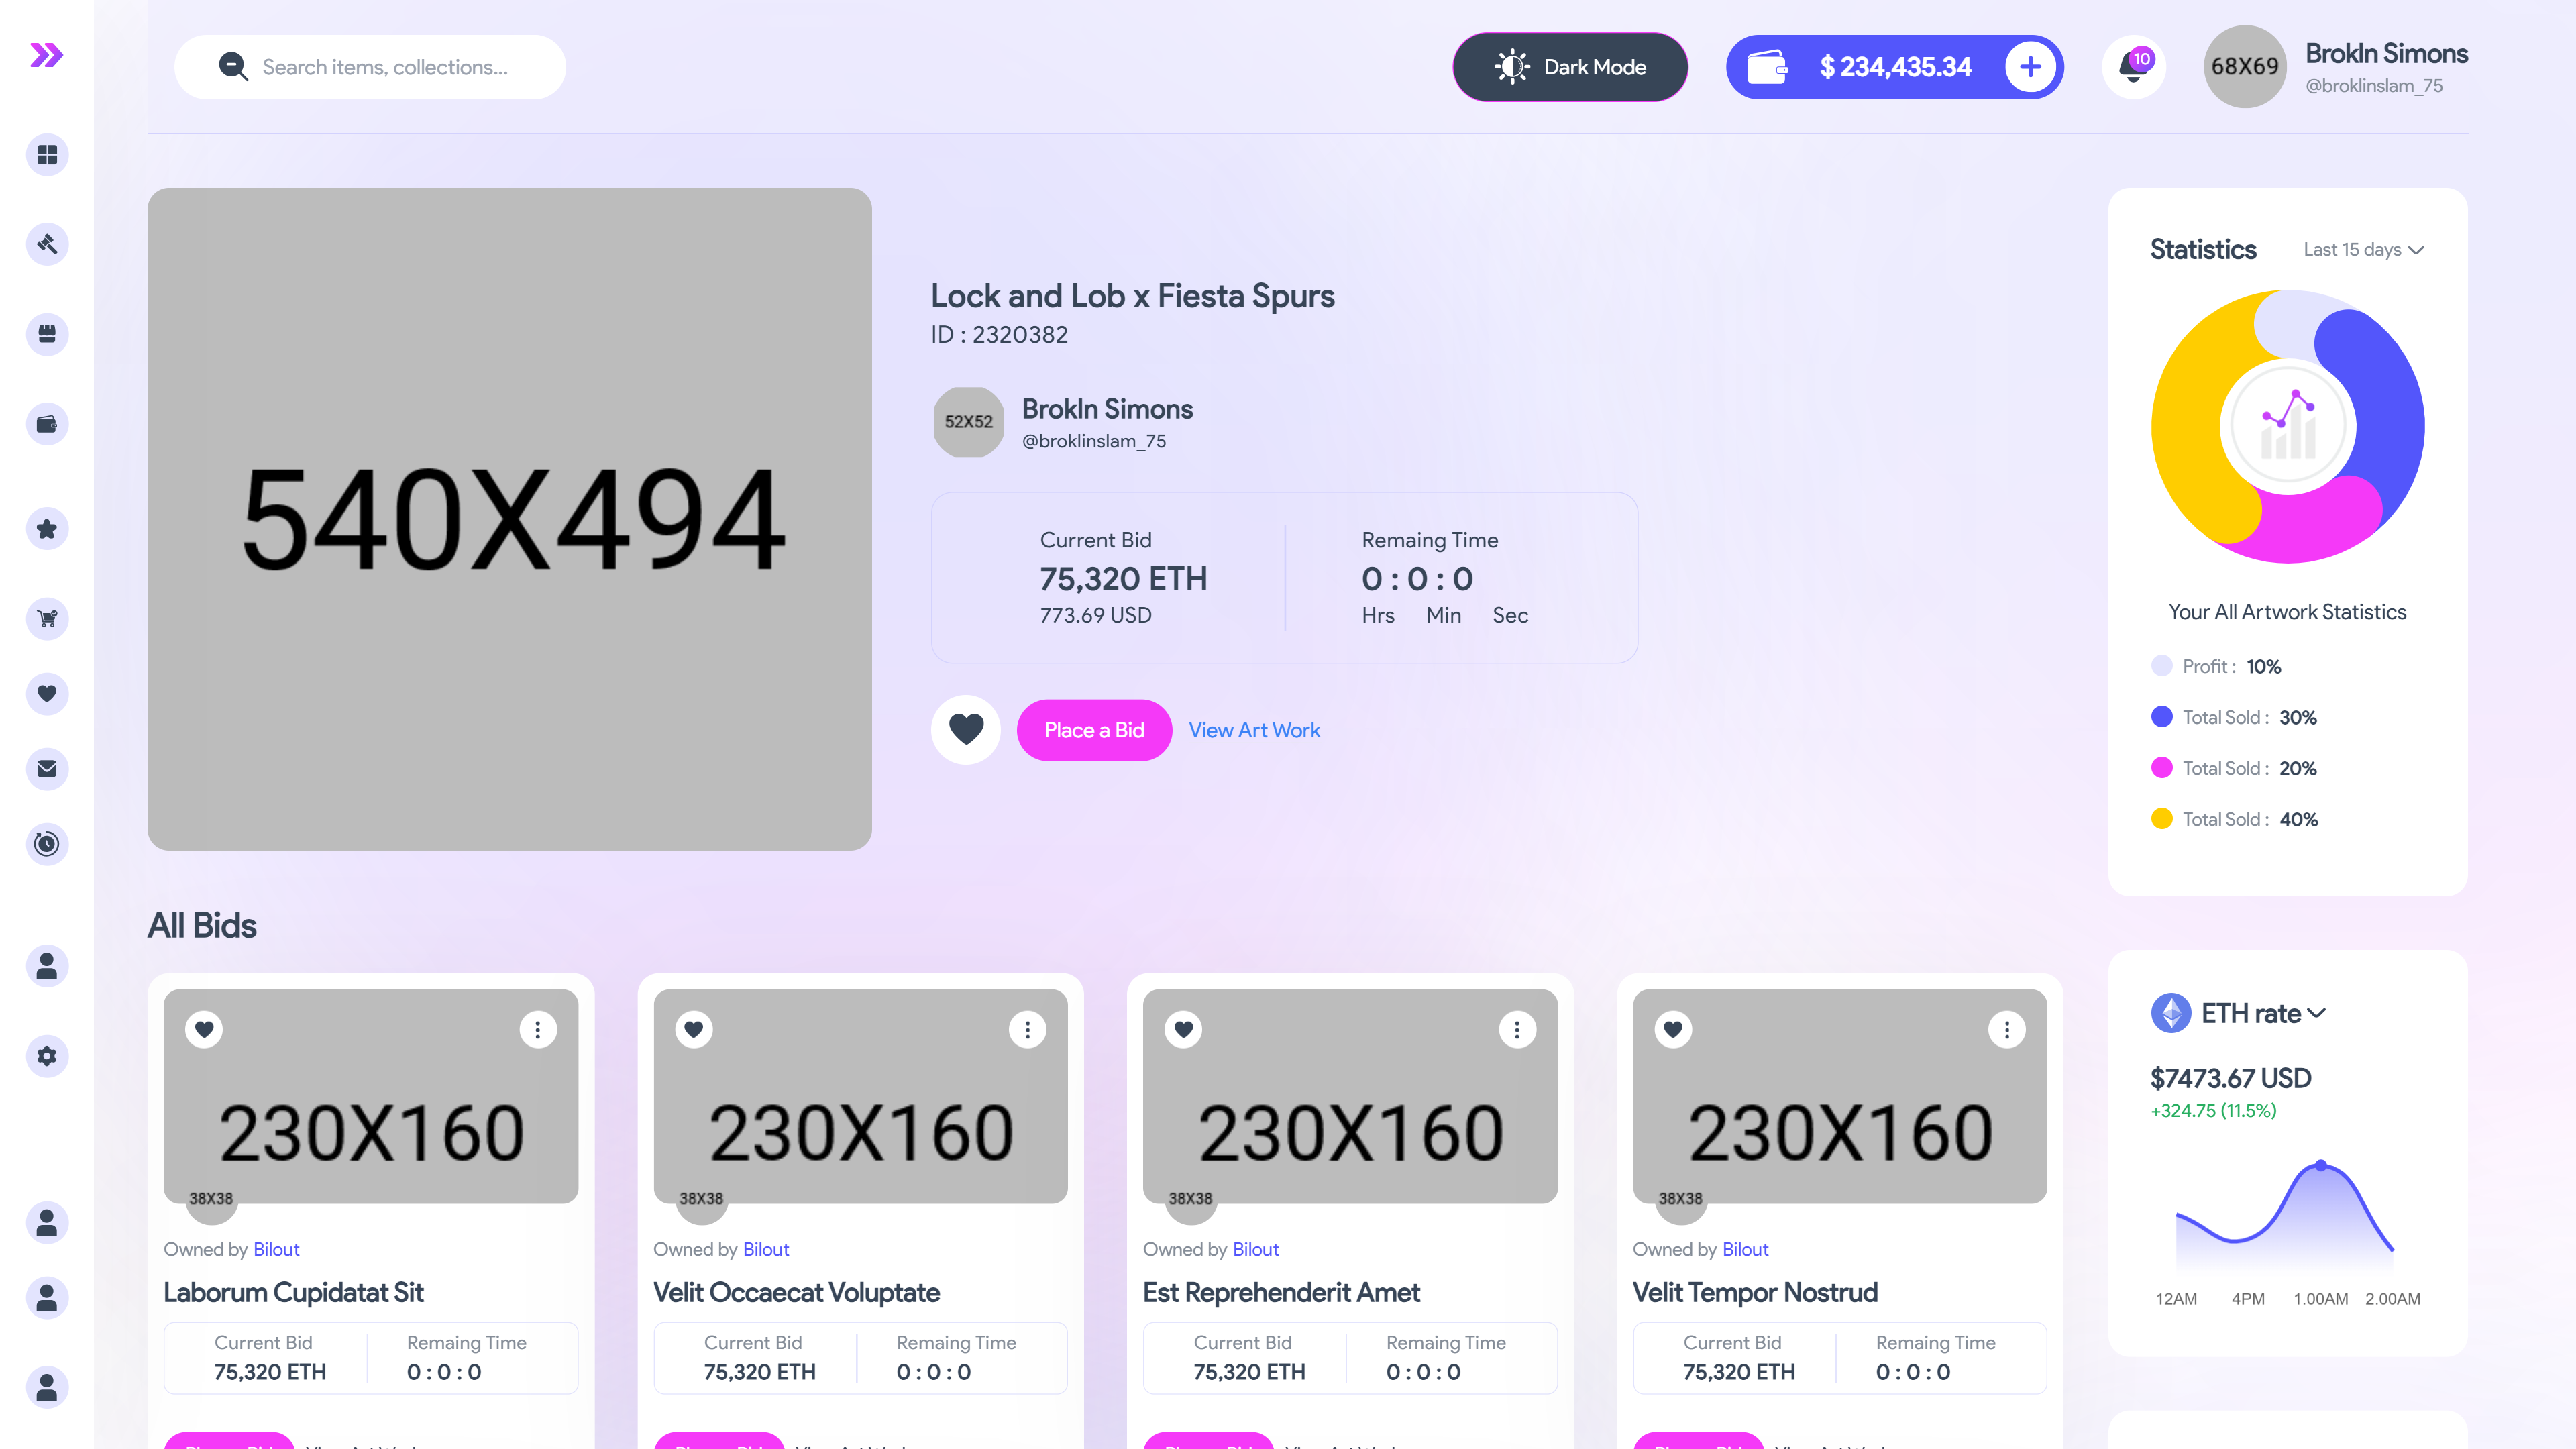 Search items, collections...
Dark Mode
$ 234,435.34
10
68X69
Brokln Simons
@broklinslam_75
540X494
Lock and Lob x Fiesta Spurs
ID : 2320382
52X52
Brokln Simons
@broklinslam_75
Current Bid
75,320 ETH
773.69 USD
Remaing Time
0 : 0 : 0
Hrs Min Sec
Place a Bid
View Art Work
Statistics
Last 15 days
Your All Artwork Statistics
Profit : 10%
Total Sold : 30%
Total Sold : 20%
Total Sold : 40%
All Bids
230X160
38X38
Owned by Bilout
Laborum Cupidatat Sit
Current Bid
75,320 ETH
Remaing Time
0 : 0 : 0
230X160
38X38
Owned by Bilout
Velit Occaecat Voluptate
Current Bid
75,320 ETH
Remaing Time
0 : 0 : 0
230X160
38X38
Owned by Bilout
Est Reprehenderit Amet
Current Bid
75,320 ETH
Remaing Time
0 : 0 : 0
230X160
38X38
Owned by Bilout
Velit Tempor Nostrud
Current Bid
75,320 ETH
Remaing Time
0 : 0 : 0
ETH rate
$7473.67 USD
+324.75 (11.5%)
12AM 4PM 1.00AM 2.00AM